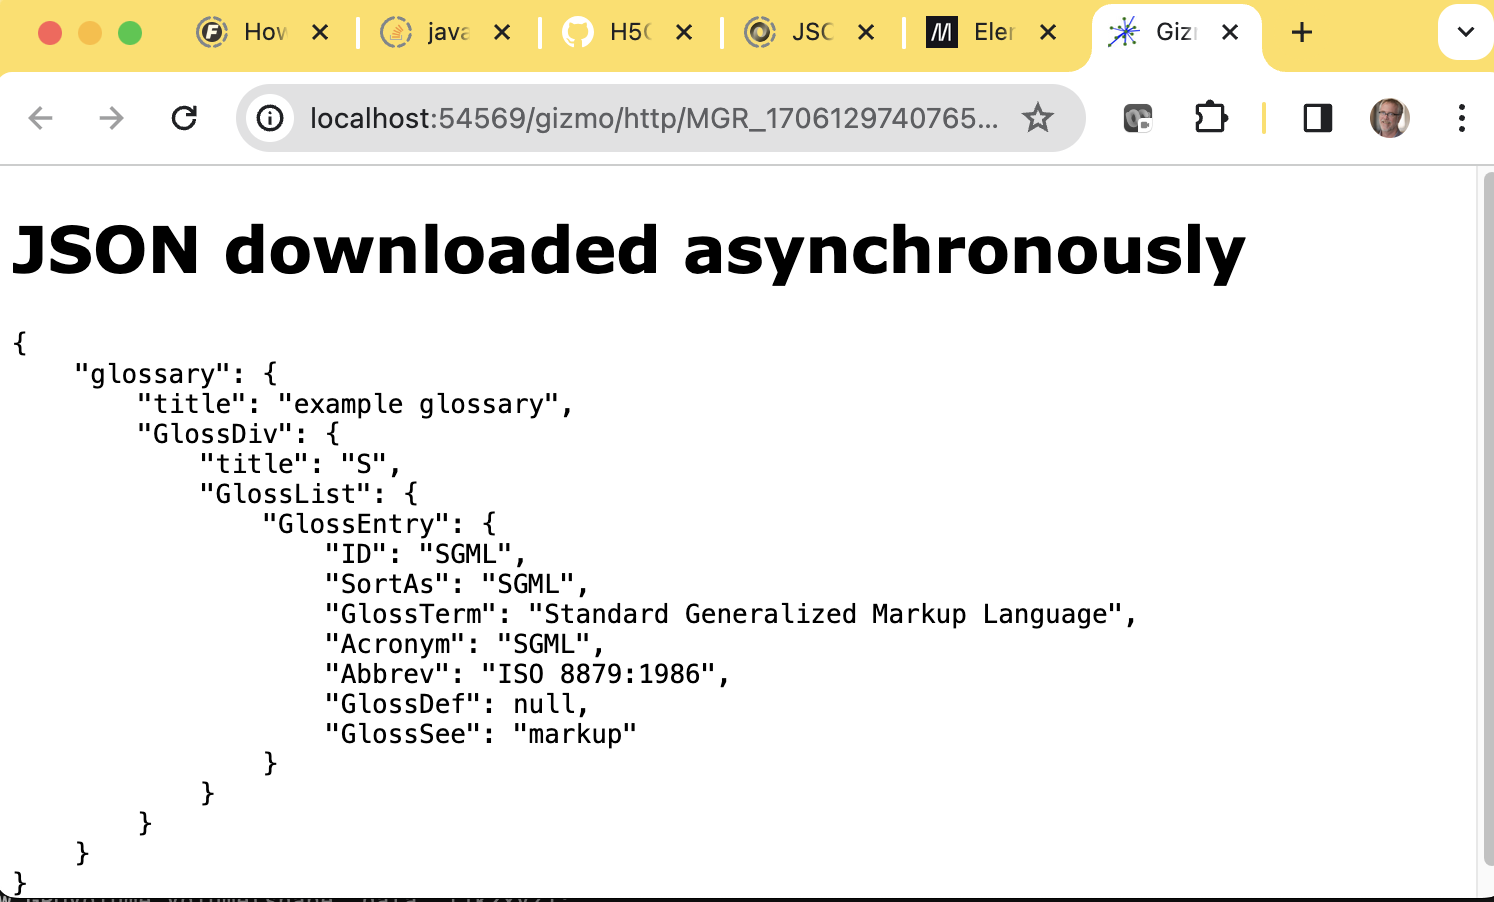 How
java
H5
JSC
Eler
Giz
localhost:54569/gizmo/http/MGR_1706129740765...
JSON downloaded asynchronously
{
    "glossary": {
        "title": "example glossary",
        "GlossDiv": {
            "title": "S",
            "GlossList": {
                "GlossEntry": {
                    "ID": "SGML",
                    "SortAs": "SGML",
                    "GlossTerm": "Standard Generalized Markup Language",
                    "Acronym": "SGML",
                    "Abbrev": "ISO 8879:1986",
                    "GlossDef": null,
                    "GlossSee": "markup"
                }
            }
        }
    }
}